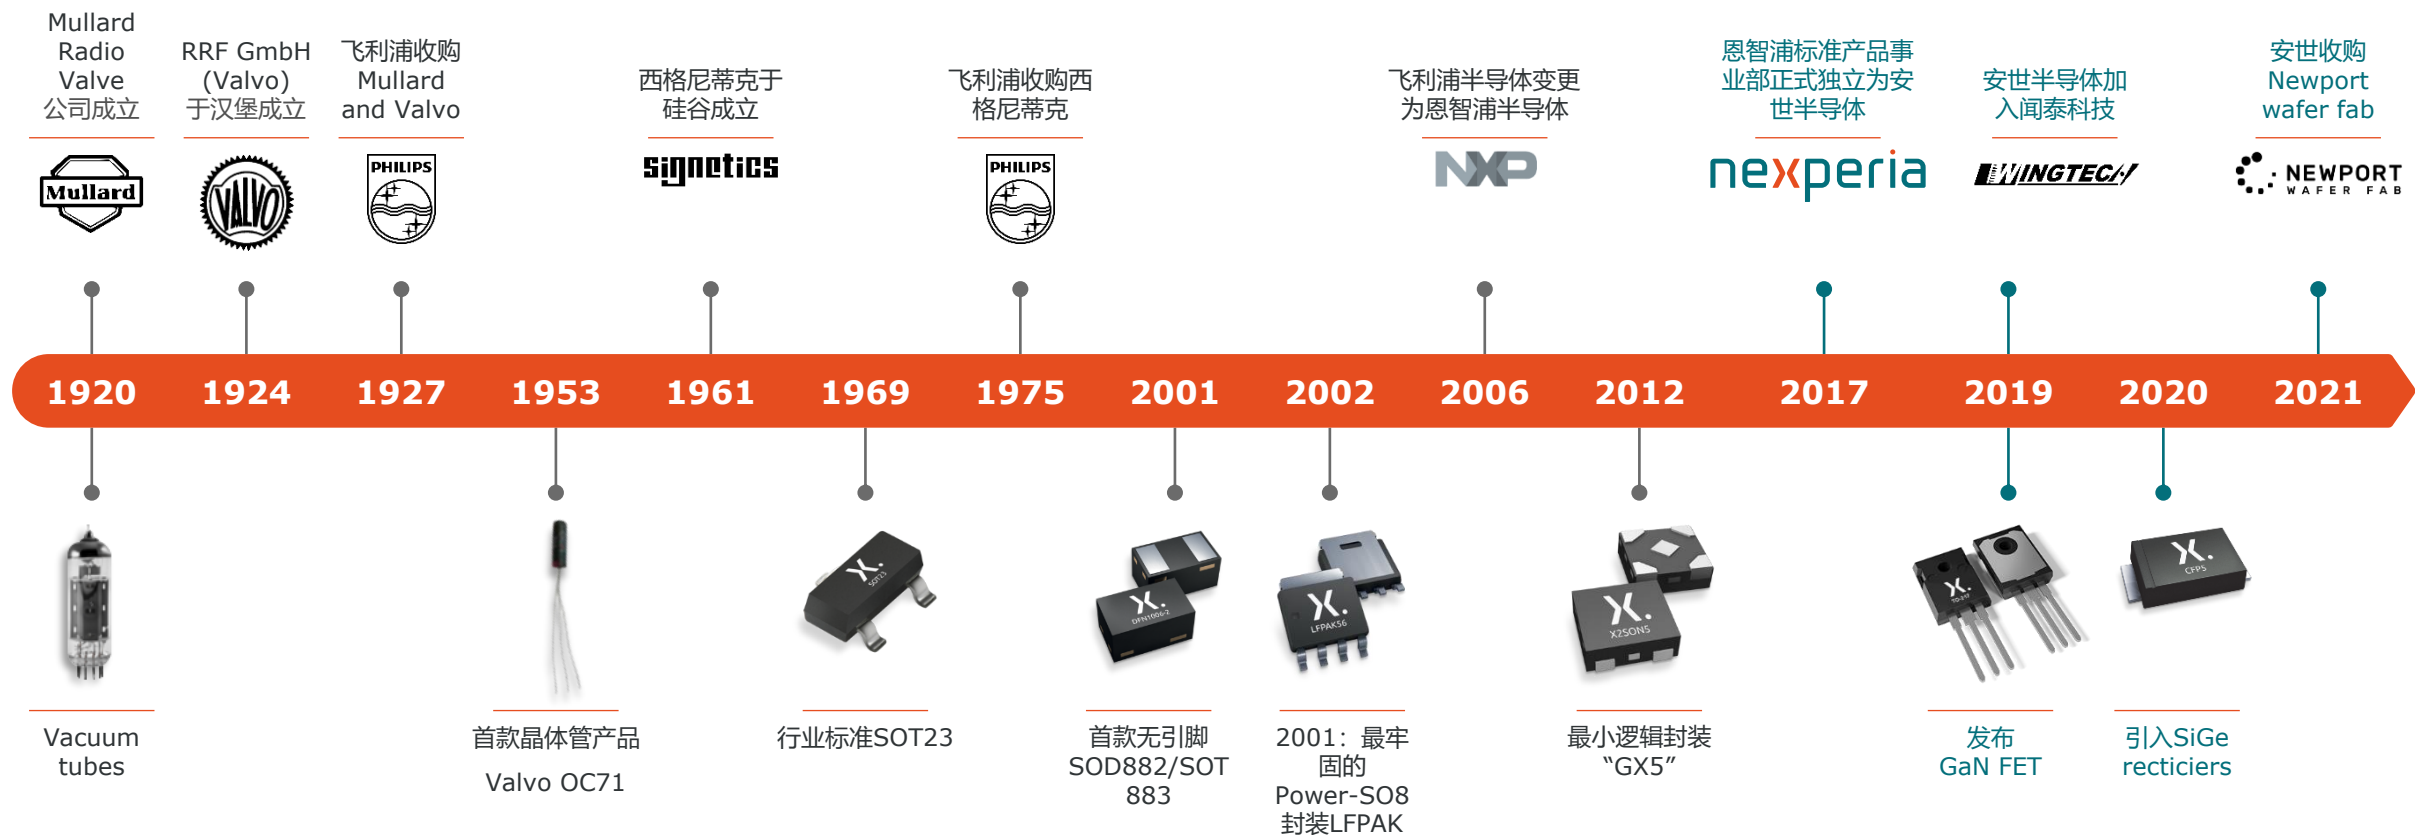 Mullard
Radio
Valve
公司成立
RRF GmbH
(Valvo)
于汉堡成立
飞利浦收购
Mullard
and Valvo
西格尼蒂克于
硅谷成立
飞利浦收购西
格尼蒂克
飞利浦半导体变更
为恩智浦半导体
恩智浦标准产品事
业部正式独立为安
世半导体
安世半导体加
入闻泰科技
安世收购
Newport
wafer fab
Mullard
VALVO
PHILIPS
signetics
PHILIPS
NXP
nexperia
WINGTECH
NEWPORT
WAFER FAB
1920
1924
1927
1953
1961
1969
1975
2001
2002
2006
2012
2017
2019
2020
2021
X.
SOT23
X.
DFN1006-2
X.
LFPAK56
X.
X2SON5
X.
TO-247
X.
CFP5
Vacuum
tubes
首款晶体管产品
Valvo OC71
行业标准SOT23
首款无引脚
SOD882/SOT
883
2001：最牢
固的
Power-SO8
封装LFPAK
最小逻辑封装
“GX5”
发布
GaN FET
引入SiGe
recticiers